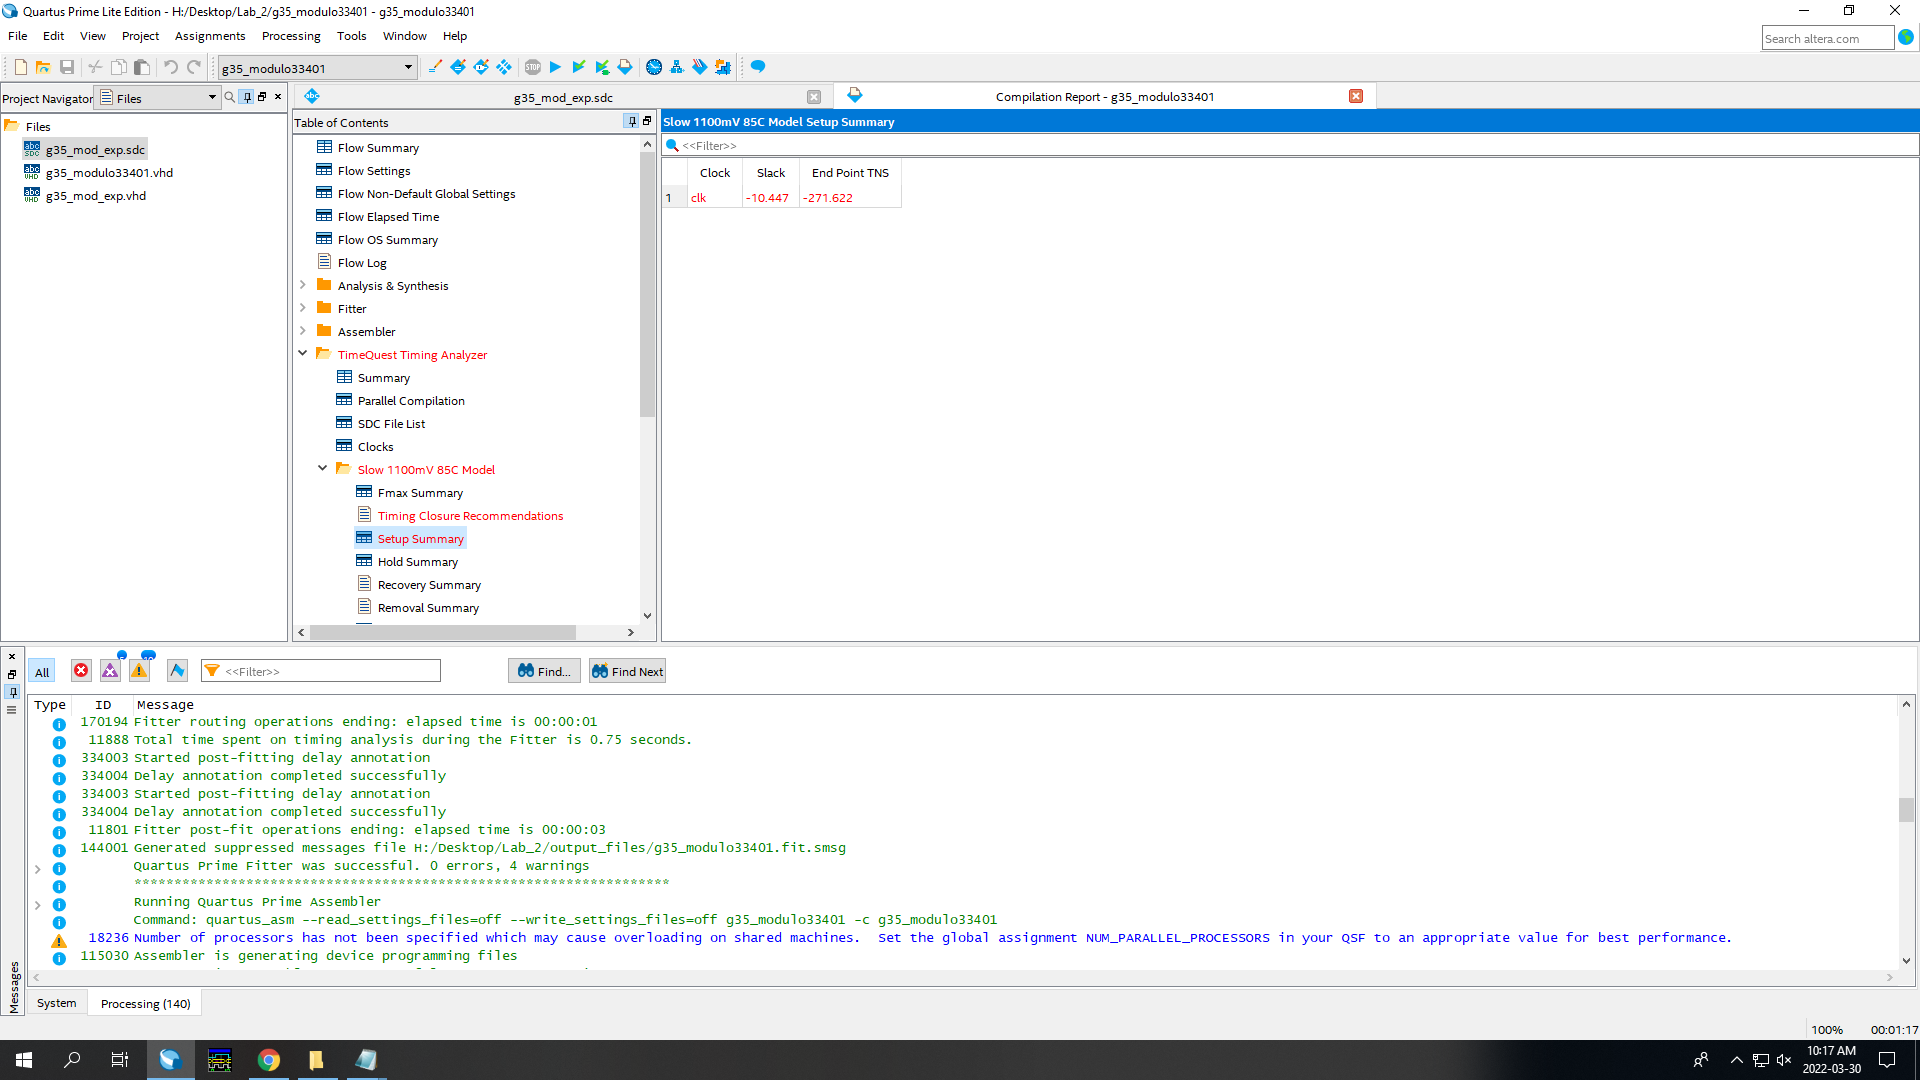 Quartus Prime Lite Edition - H:/Desktop/Lab_2/g35_modulo33401 - g35_modulo33401
File Edit View Project Assignments Processing Tools Window Help
Search altera.com
g35_modulo33401
Project Navigator Files
Files
g35_mod_exp.sdc
g35_modulo33401.vhd
g35_mod_exp.vhd
g35_mod_exp.sdc
Compilation Report - g35_modulo33401
Table of Contents
Flow Summary
Flow Settings
Flow Non-Default Global Settings
Flow Elapsed Time
Flow OS Summary
Flow Log
Analysis & Synthesis
Fitter
Assembler
TimeQuest Timing Analyzer
Summary
Parallel Compilation
SDC File List
Clocks
Slow 1100mV 85C Model
Fmax Summary
Timing Closure Recommendations
Setup Summary
Hold Summary
Recovery Summary
Removal Summary
Slow 1100mV 85C Model Setup Summary
<<Filter>>
Clock Slack End Point TNS
1 clk -10.447 -271.622
All <<Filter>> Find... Find Next
Type ID Message
170194 Fitter routing operations ending: elapsed time is 00:00:01
11888 Total time spent on timing analysis during the Fitter is 0.75 seconds.
334003 Started post-fitting delay annotation
334004 Delay annotation completed successfully
334003 Started post-fitting delay annotation
334004 Delay annotation completed successfully
11801 Fitter post-fit operations ending: elapsed time is 00:00:03
144001 Generated suppressed messages file H:/Desktop/Lab_2/output_files/g35_modulo33401.fit.smsg
Quartus Prime Fitter was successful. 0 errors, 4 warnings
*******************************************************************
Running Quartus Prime Assembler
Command: quartus_asm --read_settings_files=off --write_settings_files=off g35_modulo33401 -c g35_modulo33401
18236 Number of processors has not been specified which may cause overloading on shared machines.  Set the global assignment NUM_PARALLEL_PROCESSORS in your QSF to an appropriate value for best performance.
115030 Assembler is generating device programming files
Messages
System Processing (140)
100% 00:01:17
10:17 AM
2022-03-30